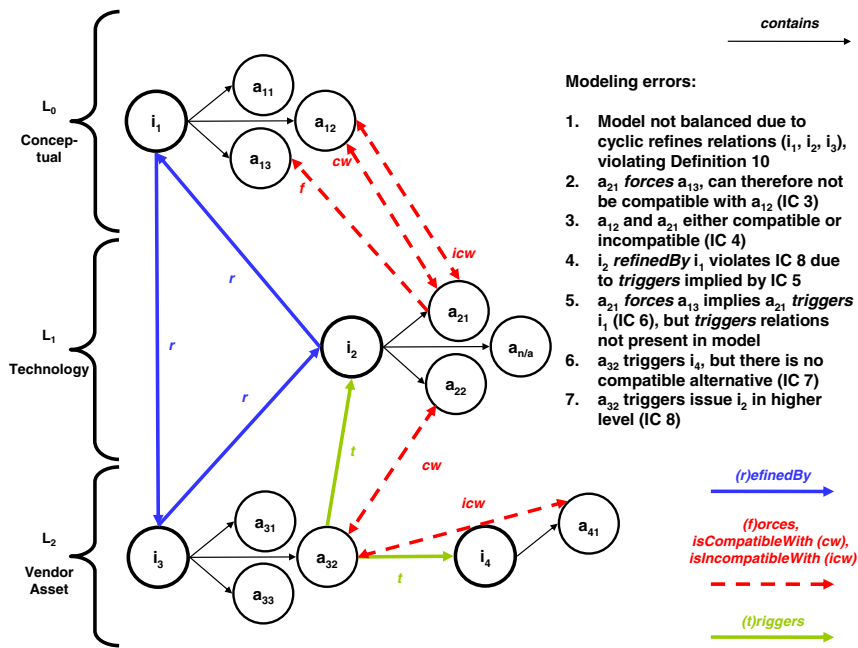 contains
Modeling errors:
1. Model not balanced due to
cyclic refines relations (i1, i2, i3),
violating Definition 10
2. a21 forces a13, can therefore not
be compatible with a12 (IC 3)
3. a12 and a21 either compatible or
incompatible (IC 4)
4. i2 refinedBy i1 violates IC 8 due
to triggers implied by IC 5
5. a21 forces a13 implies a21 triggers
i1 (IC 6), but triggers relations
not present in model
6. a32 triggers i4, but there is no
compatible alternative (IC 7)
7. a32 triggers issue i2 in higher
level (IC 8)
L0
Concep-
tual
i1
a11
a12
a13
cw
f
icw
r
r
r
L1
Technology
i2
a21
an/a
a22
t
cw
L2
Vendor
Asset
i3
a31
a32
a33
icw
t
i4
a41
(r)efinedBy
(f)orces,
isCompatibleWith (cw),
isIncompatibleWith (icw)
(t)riggers